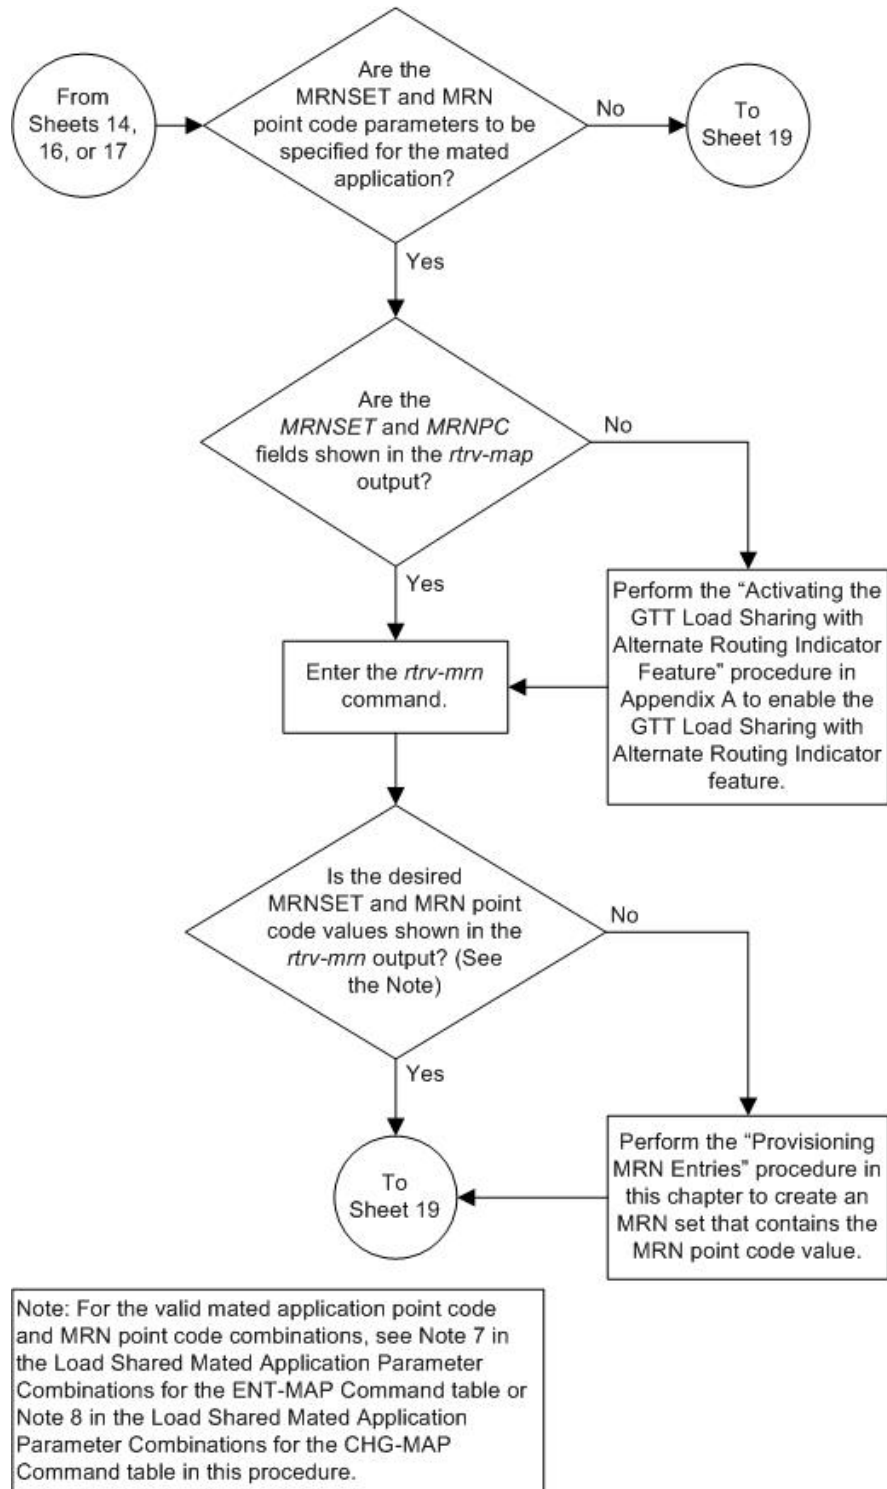 From
Sheets 14,
16, or 17
Are the
MRNSET and MRN
point code parameters to be
specified for the mated
application?
No
To
Sheet 19
Yes
Are the
MRNSET and MRNPC
fields shown in the rtrv-map
output?
No
Yes
Perform the “Activating the
GTT Load Sharing with
Alternate Routing Indicator
Feature” procedure in
Appendix A to enable the
GTT Load Sharing with
Alternate Routing Indicator
feature.
Enter the rtrv-mrn
command.
Is the desired
MRNSET and MRN point
code values shown in the
rtrv-mrn output? (See
the Note)
No
Yes
To
Sheet 19
Perform the “Provisioning
MRN Entries” procedure in
this chapter to create an
MRN set that contains the
MRN point code value.
Note: For the valid mated application point code
and MRN point code combinations, see Note 7 in
the Load Shared Mated Application Parameter
Combinations for the ENT-MAP Command table or
Note 8 in the Load Shared Mated Application
Parameter Combinations for the CHG-MAP
Command table in this procedure.